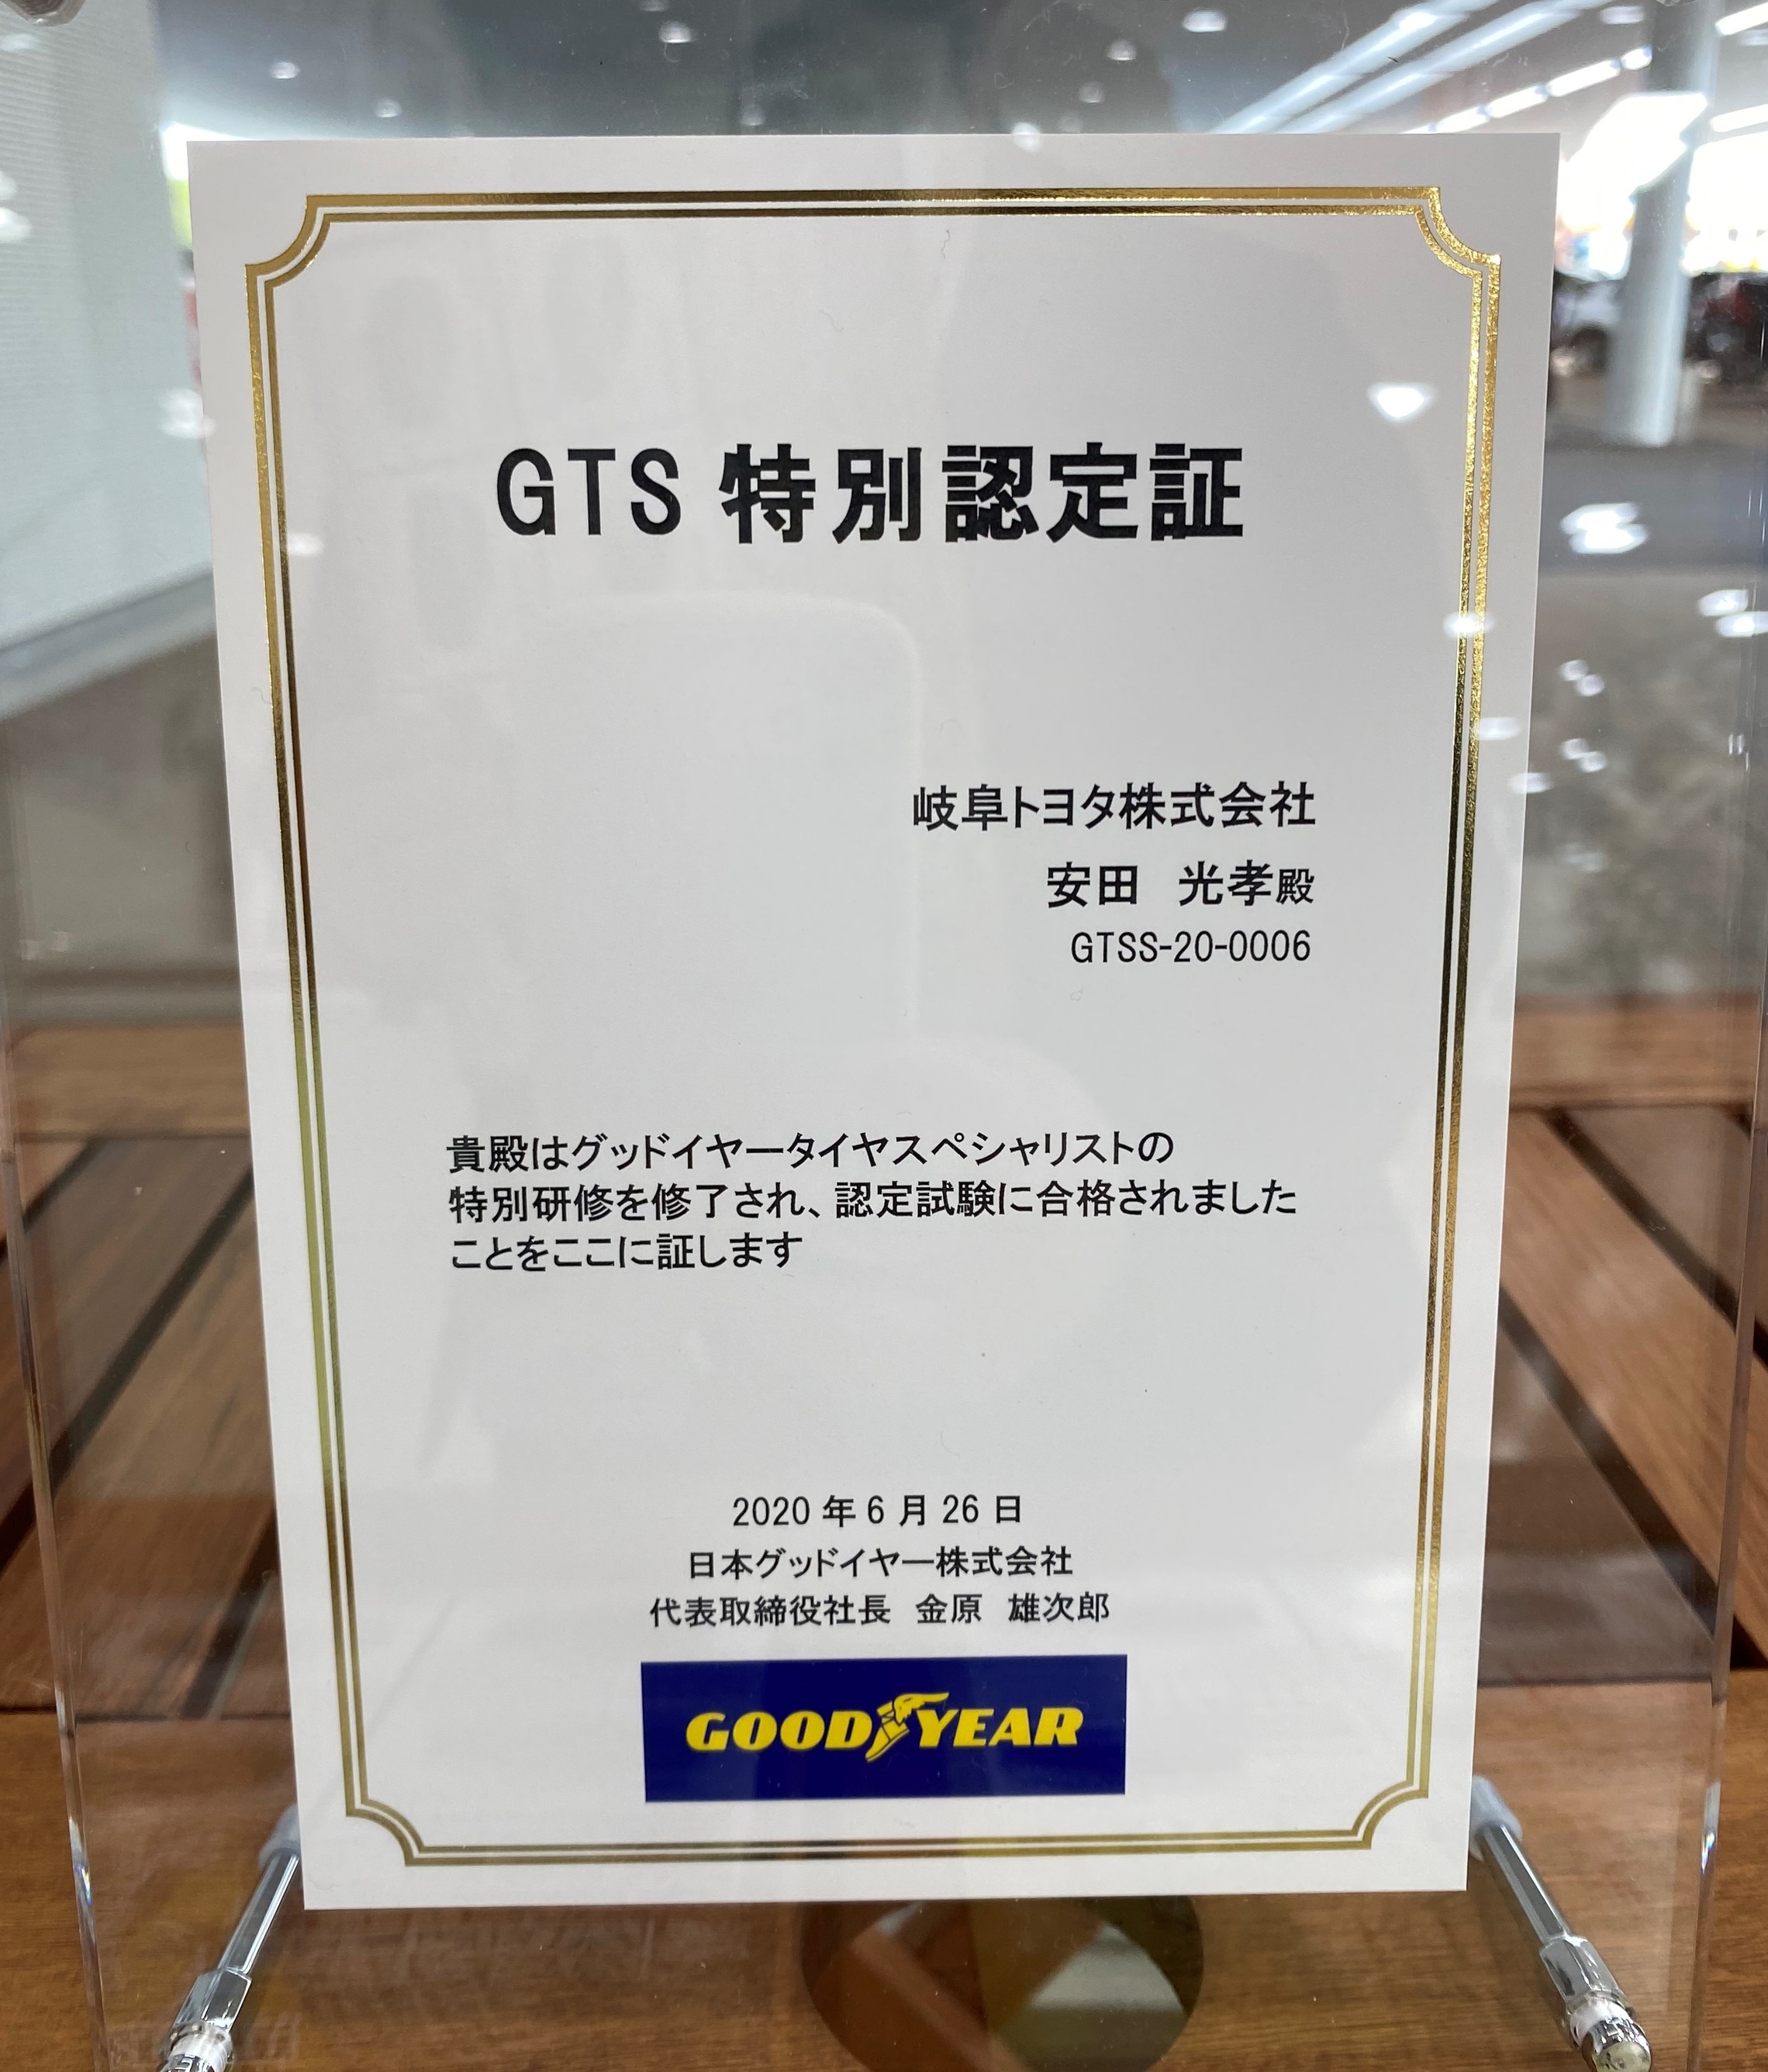 GTS 特別認定証
岐阜トヨタ株式会社
安田　光孝殿
GTSS-20-0006
貴殿はグッドイヤータイヤスペシャリストの
特別研修を修了され、認定試験に合格されました
ことをここに証します
2020 年 6 月 26 日
日本グッドイヤー株式会社
代表取締役社長　金原　雄次郎
GOODYEAR